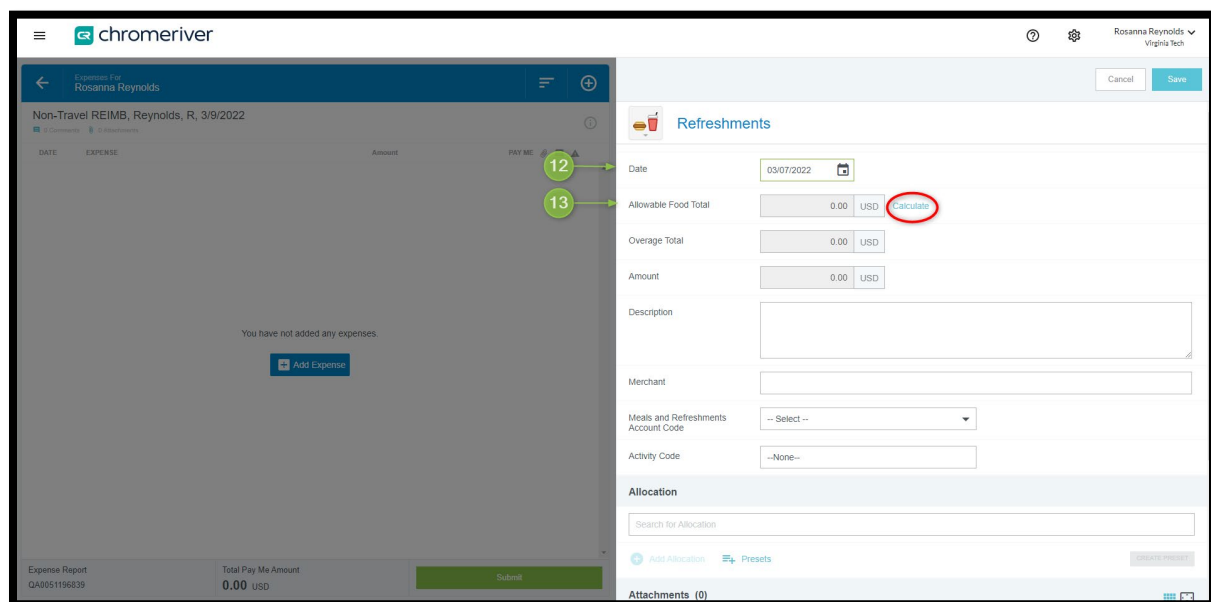 chromeriver
Rosanna Reynolds
Virginia Tech
Expenses For
Rosanna Reynolds
Cancel
Save
Non-Travel REIMB, Reynolds, R, 3/9/2022
0 Comments 0 Attachments
Refreshments
DATE EXPENSE Amount PAY ME
12
Date
03/07/2022
13
Allowable Food Total
0.00 USD Calculate
Overage Total
0.00 USD
Amount
0.00 USD
Description
You have not added any expenses.
Add Expense
Merchant
Meals and Refreshments
Account Code
-- Select --
Activity Code
--None--
Allocation
Search for Allocation
Add Allocation
Presets
CREATE PRESET
Expense Report
QA0051196839
Total Pay Me Amount
0.00 USD
Submit
Attachments (0)